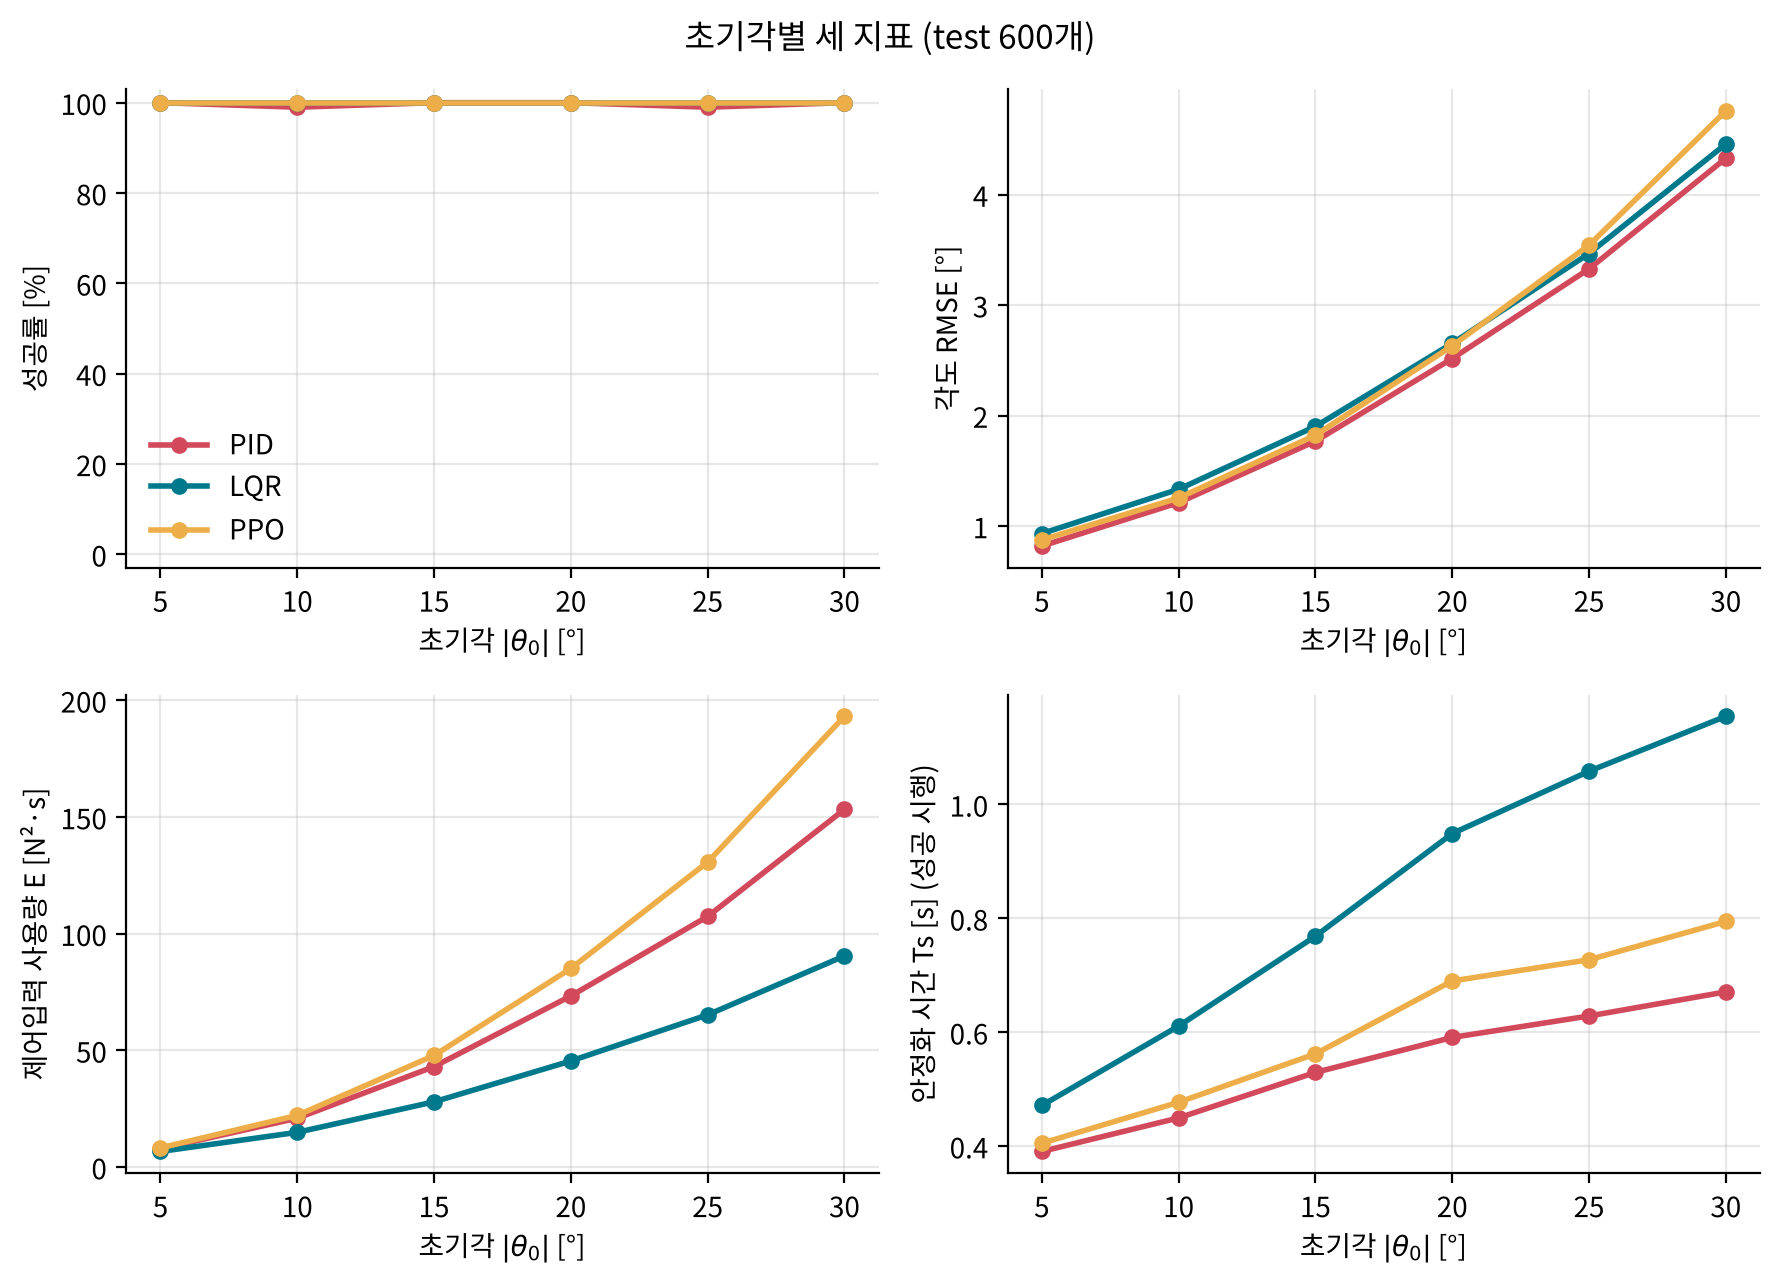 초기각별 세 지표 (test 600개)
성공률 [%]
100
80
60
40
20
0
PID
LQR
PPO
5 10 15 20 25 30
초기각 |θ₀| [°]
각도 RMSE [°]
4
3
2
1
5 10 15 20 25 30
초기각 |θ₀| [°]
제어입력 사용량 E [N²·s]
200
150
100
50
0
5 10 15 20 25 30
초기각 |θ₀| [°]
안정화 시간 Ts [s] (성공 시행)
1.0
0.8
0.6
0.4
5 10 15 20 25 30
초기각 |θ₀| [°]